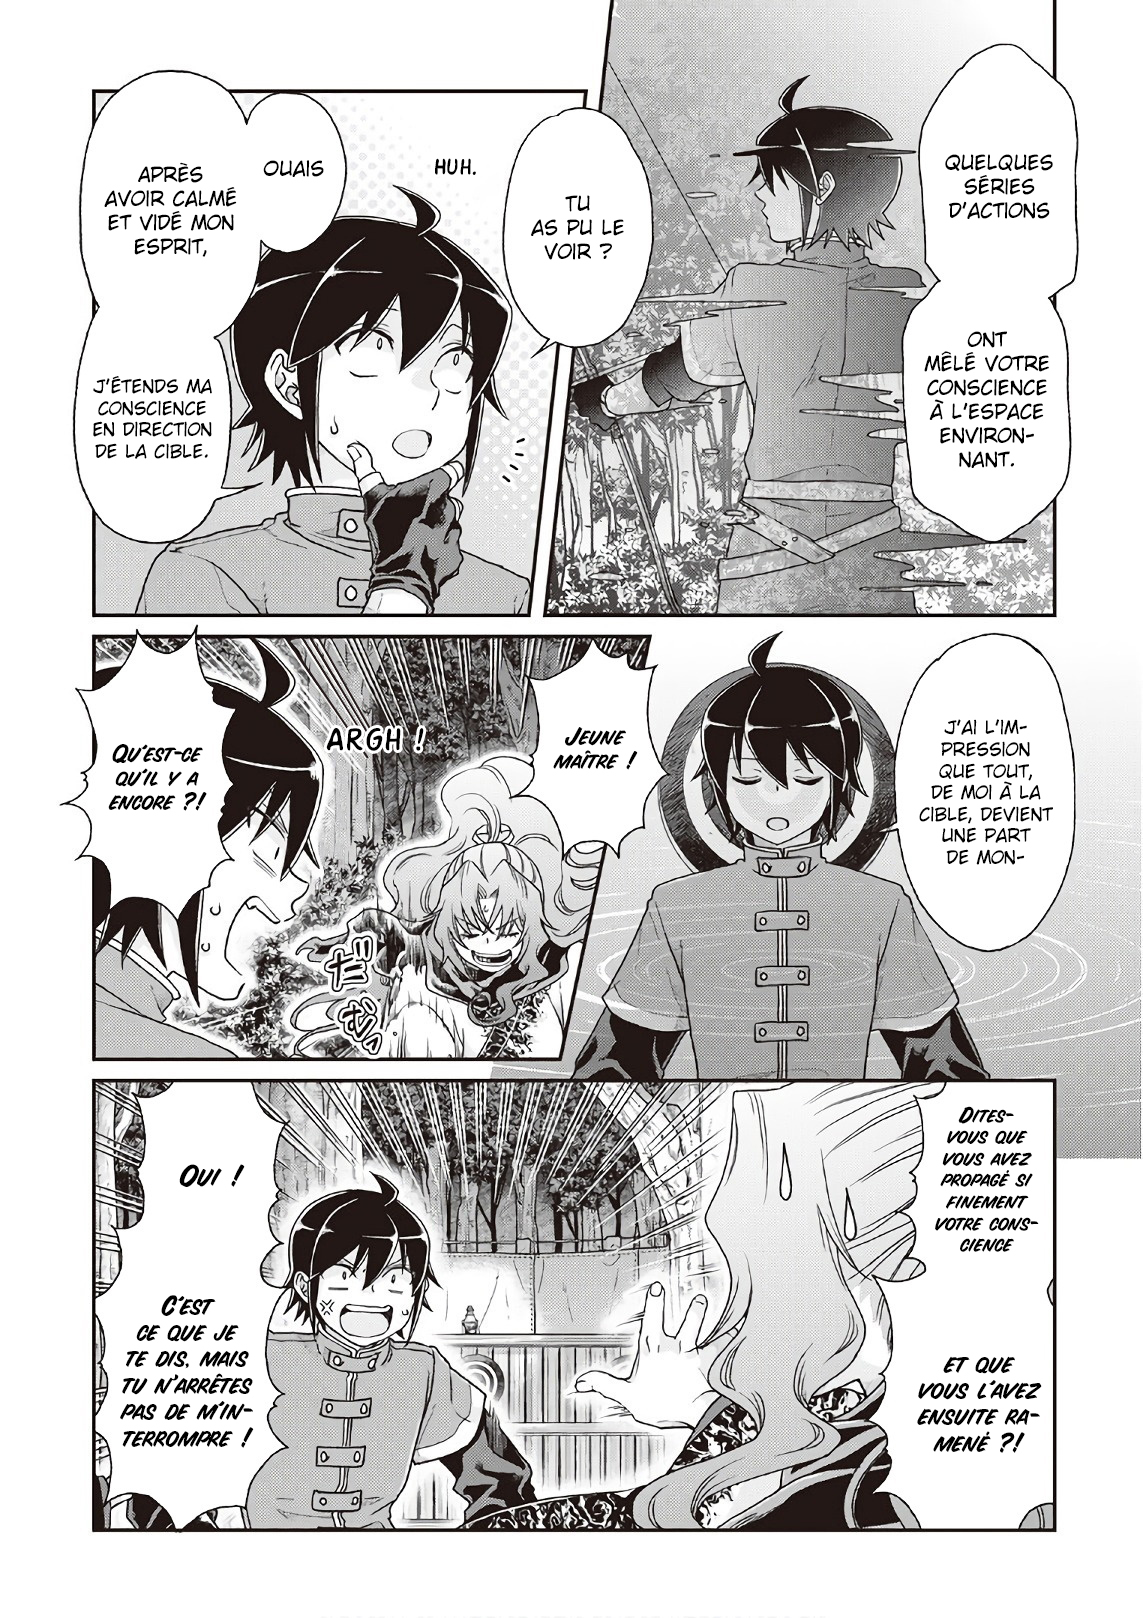 QUELQUES
SÉRIES
D'ACTIONS
ONT
MÊLÉ VOTRE
CONSCIENCE
À L'ESPACE
ENVIRON-
NANT.
TU
AS PU LE
VOIR ?
HUH.
OUAIS
APRÈS
AVOIR CALMÉ
ET VIDÉ MON
ESPRIT,
J'ÉTENDS MA
CONSCIENCE
EN DIRECTION
DE LA CIBLE.
J'AI L'IM-
PRESSION
QUE TOUT,
DE MOI À LA
CIBLE, DEVIENT
UNE PART
DE MON-
JEUNE
MAÎTRE !
ARGH !
だむっ
QU'EST-CE
QU'IL Y A
ENCORE ?!
DITES-
VOUS QUE
VOUS AVEZ
PROPAGÉ SI
FINEMENT
VOTRE CONS-
CIENCE
ET QUE
VOUS L'AVEZ
ENSUITE RA-
MENÉ ?!
OUI !
C'EST
CE QUE JE
TE DIS, MAIS
TU N'ARRÊTES
PAS DE M'IN-
TERROMPRE !